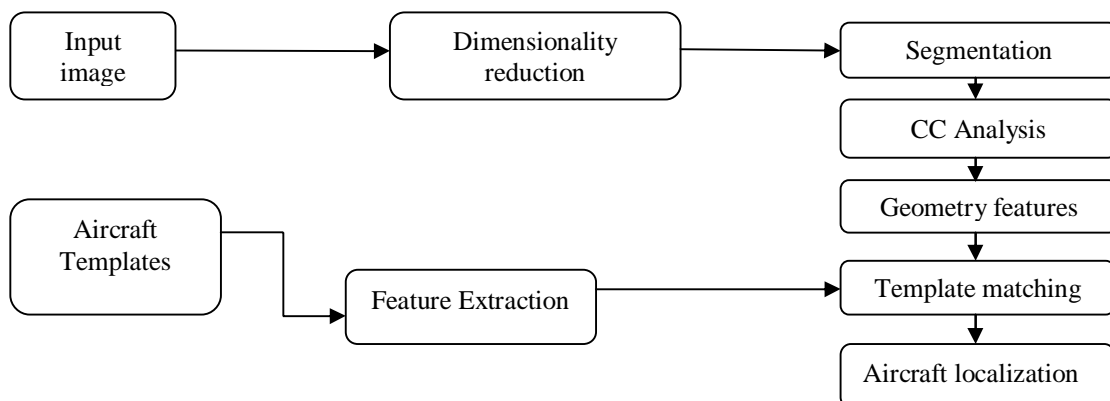 Input
image
Dimensionality
reduction
Segmentation
CC Analysis
Geometry features
Aircraft
Templates
Feature Extraction
Template matching
Aircraft localization